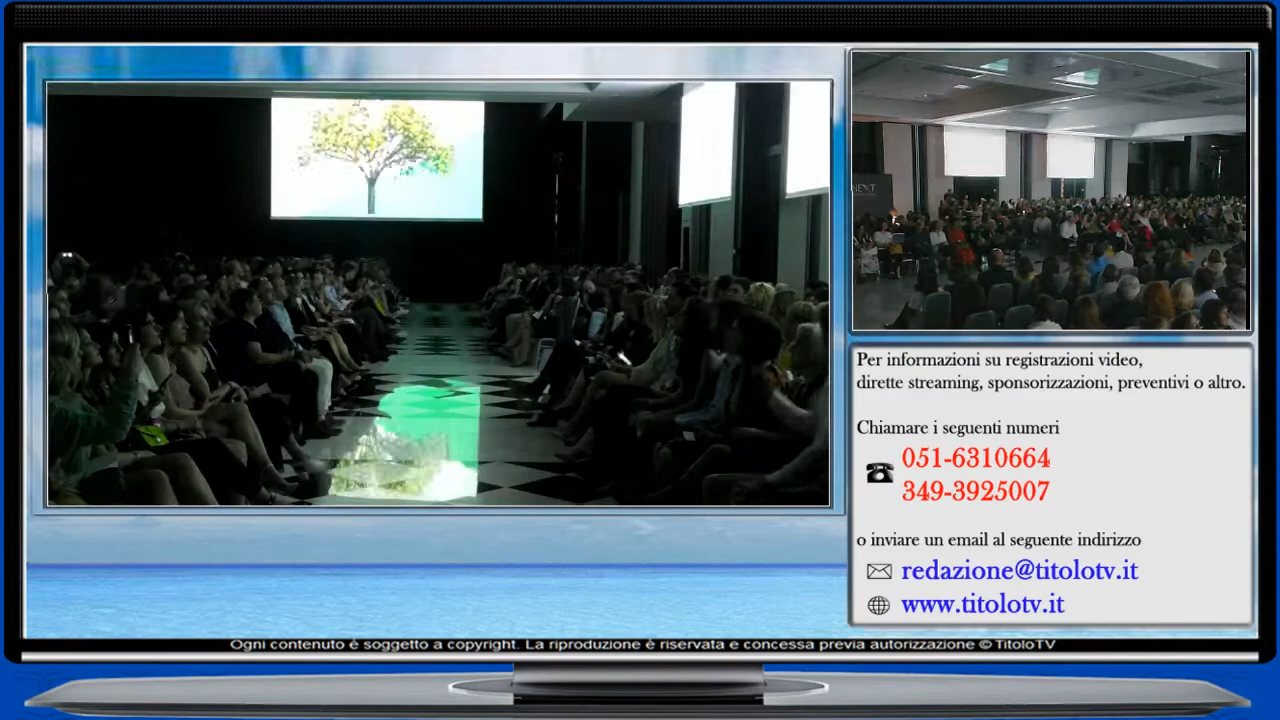 NEXT
Per informazioni su registrazioni video,
dirette streaming, sponsorizzazioni, preventivi o altro.
Chiamare i seguenti numeri
051-6310664
349-3925007
o inviare un email al seguente indirizzo
redazione@titolotv.it
www.titolotv.it
Ogni contenuto è soggetto a copyright. La riproduzione è riservata e concessa previa autorizzazione © TitoloTV